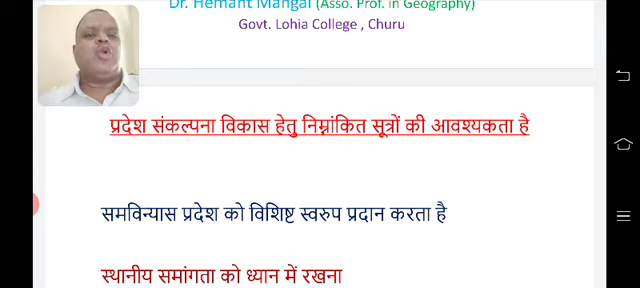 Dr. Hemant Mangal (Asso. Prof. in Geography)
Govt. Lohia College , Churu
प्रदेश संकल्पना विकास हेतु निम्नांकित सूत्रों की आवश्यकता है
समविन्यास प्रदेश को विशिष्ट स्वरुप प्रदान करता है
स्थानीय समांगता को ध्यान में रखना